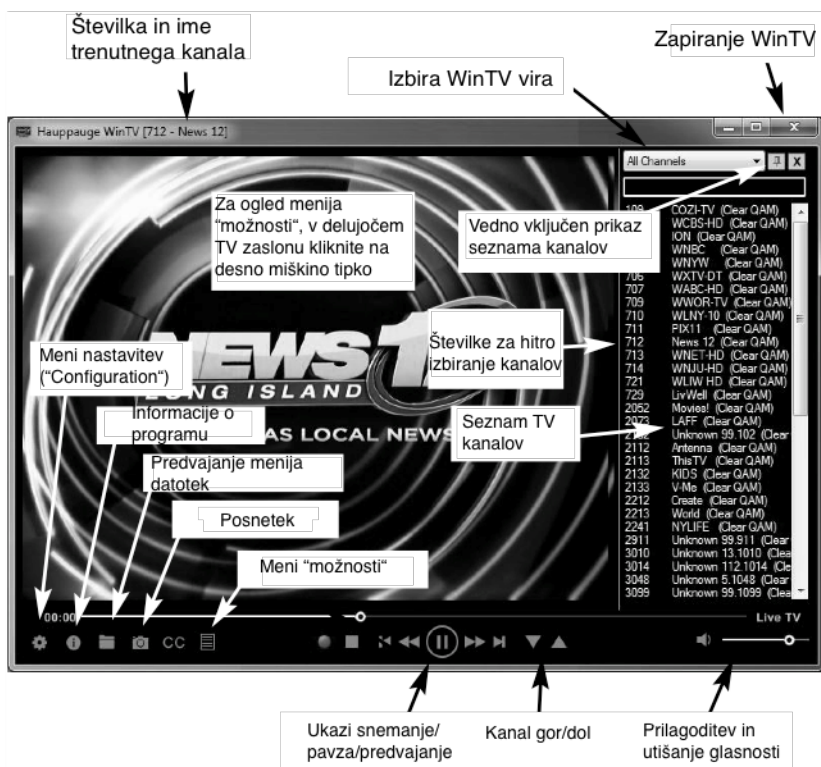 Številka in ime
trenutnega kanala
Izbira WinTV vira
Zapiranje WinTV
Hauppauge WinTV [712 - News 12]
All Channels
X
Za ogled menija
“možnosti“, v delujočem
TV zaslonu kliknite na
desno miškino tipko
Vedno vključen prikaz
seznama kanalov
Številke za hitro
izbiranje kanalov
Seznam TV
kanalov
Meni nastavitev
(“Configuration“)
Informacije o
programu
Predvajanje menija
datotek
Posnetek
Meni “možnosti“
NEWS 1
LONG ISLAND
AS LOCAL NEWS
109 COZI-TV (Clear QAM)
WCBS-HD (Clear QAM)
ION (Clear QAM)
WNBC (Clear QAM)
WNYW (Clear QAM)
706 WXTV-DT (Clear QAM)
707 WABC-HD (Clear QAM)
709 WWOR-TV (Clear QAM)
710 WLNY-10 (Clear QAM)
711 PIX11 (Clear QAM)
712 News 12 (Clear QAM)
713 WNET-HD (Clear QAM)
714 WNJU-HD (Clear QAM)
721 WLIW HD (Clear QAM)
729 LivWell (Clear QAM)
2052 Movies! (Clear QAM)
2073 LAFF (Clear QAM)
Unknown 99.102 (Clear
2112 Antenna (Clear QAM)
2113 ThisTV (Clear QAM)
2132 KIDS (Clear QAM)
2133 V-Me (Clear QAM)
2212 Create (Clear QAM)
2213 World (Clear QAM)
2241 NYLIFE (Clear QAM)
2911 Unknown 99.911 (Clear
3010 Unknown 13.1010 (Clea
3014 Unknown 112.1014 (Cle
3048 Unknown 5.1048 (Clear
3099 Unknown 99.1099 (Clea
00:00
Live TV
CC
Ukazi snemanje/
pavza/predvajanje
Kanal gor/dol
Prilagoditev in
utišanje glasnosti